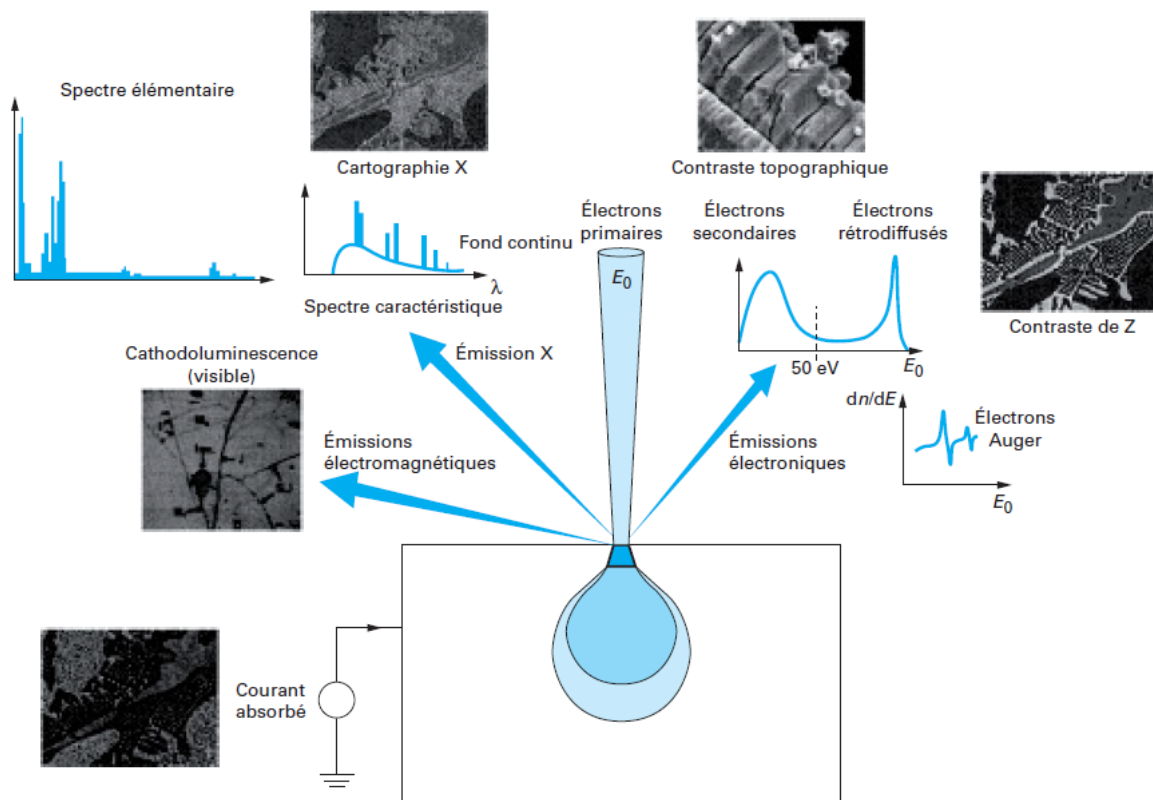 Spectre élémentaire
Cartographie X
Fond continu
λ
Spectre caractéristique
Contraste topographique
Électrons
primaires
E0
Électrons
secondaires
Électrons
rétrodiffusés
50 eV
E0
Contraste de Z
dn/dE
Électrons
Auger
E0
Cathodoluminescence
(visible)
Émission X
Émissions
électromagnétiques
Émissions
électroniques
Courant
absorbé